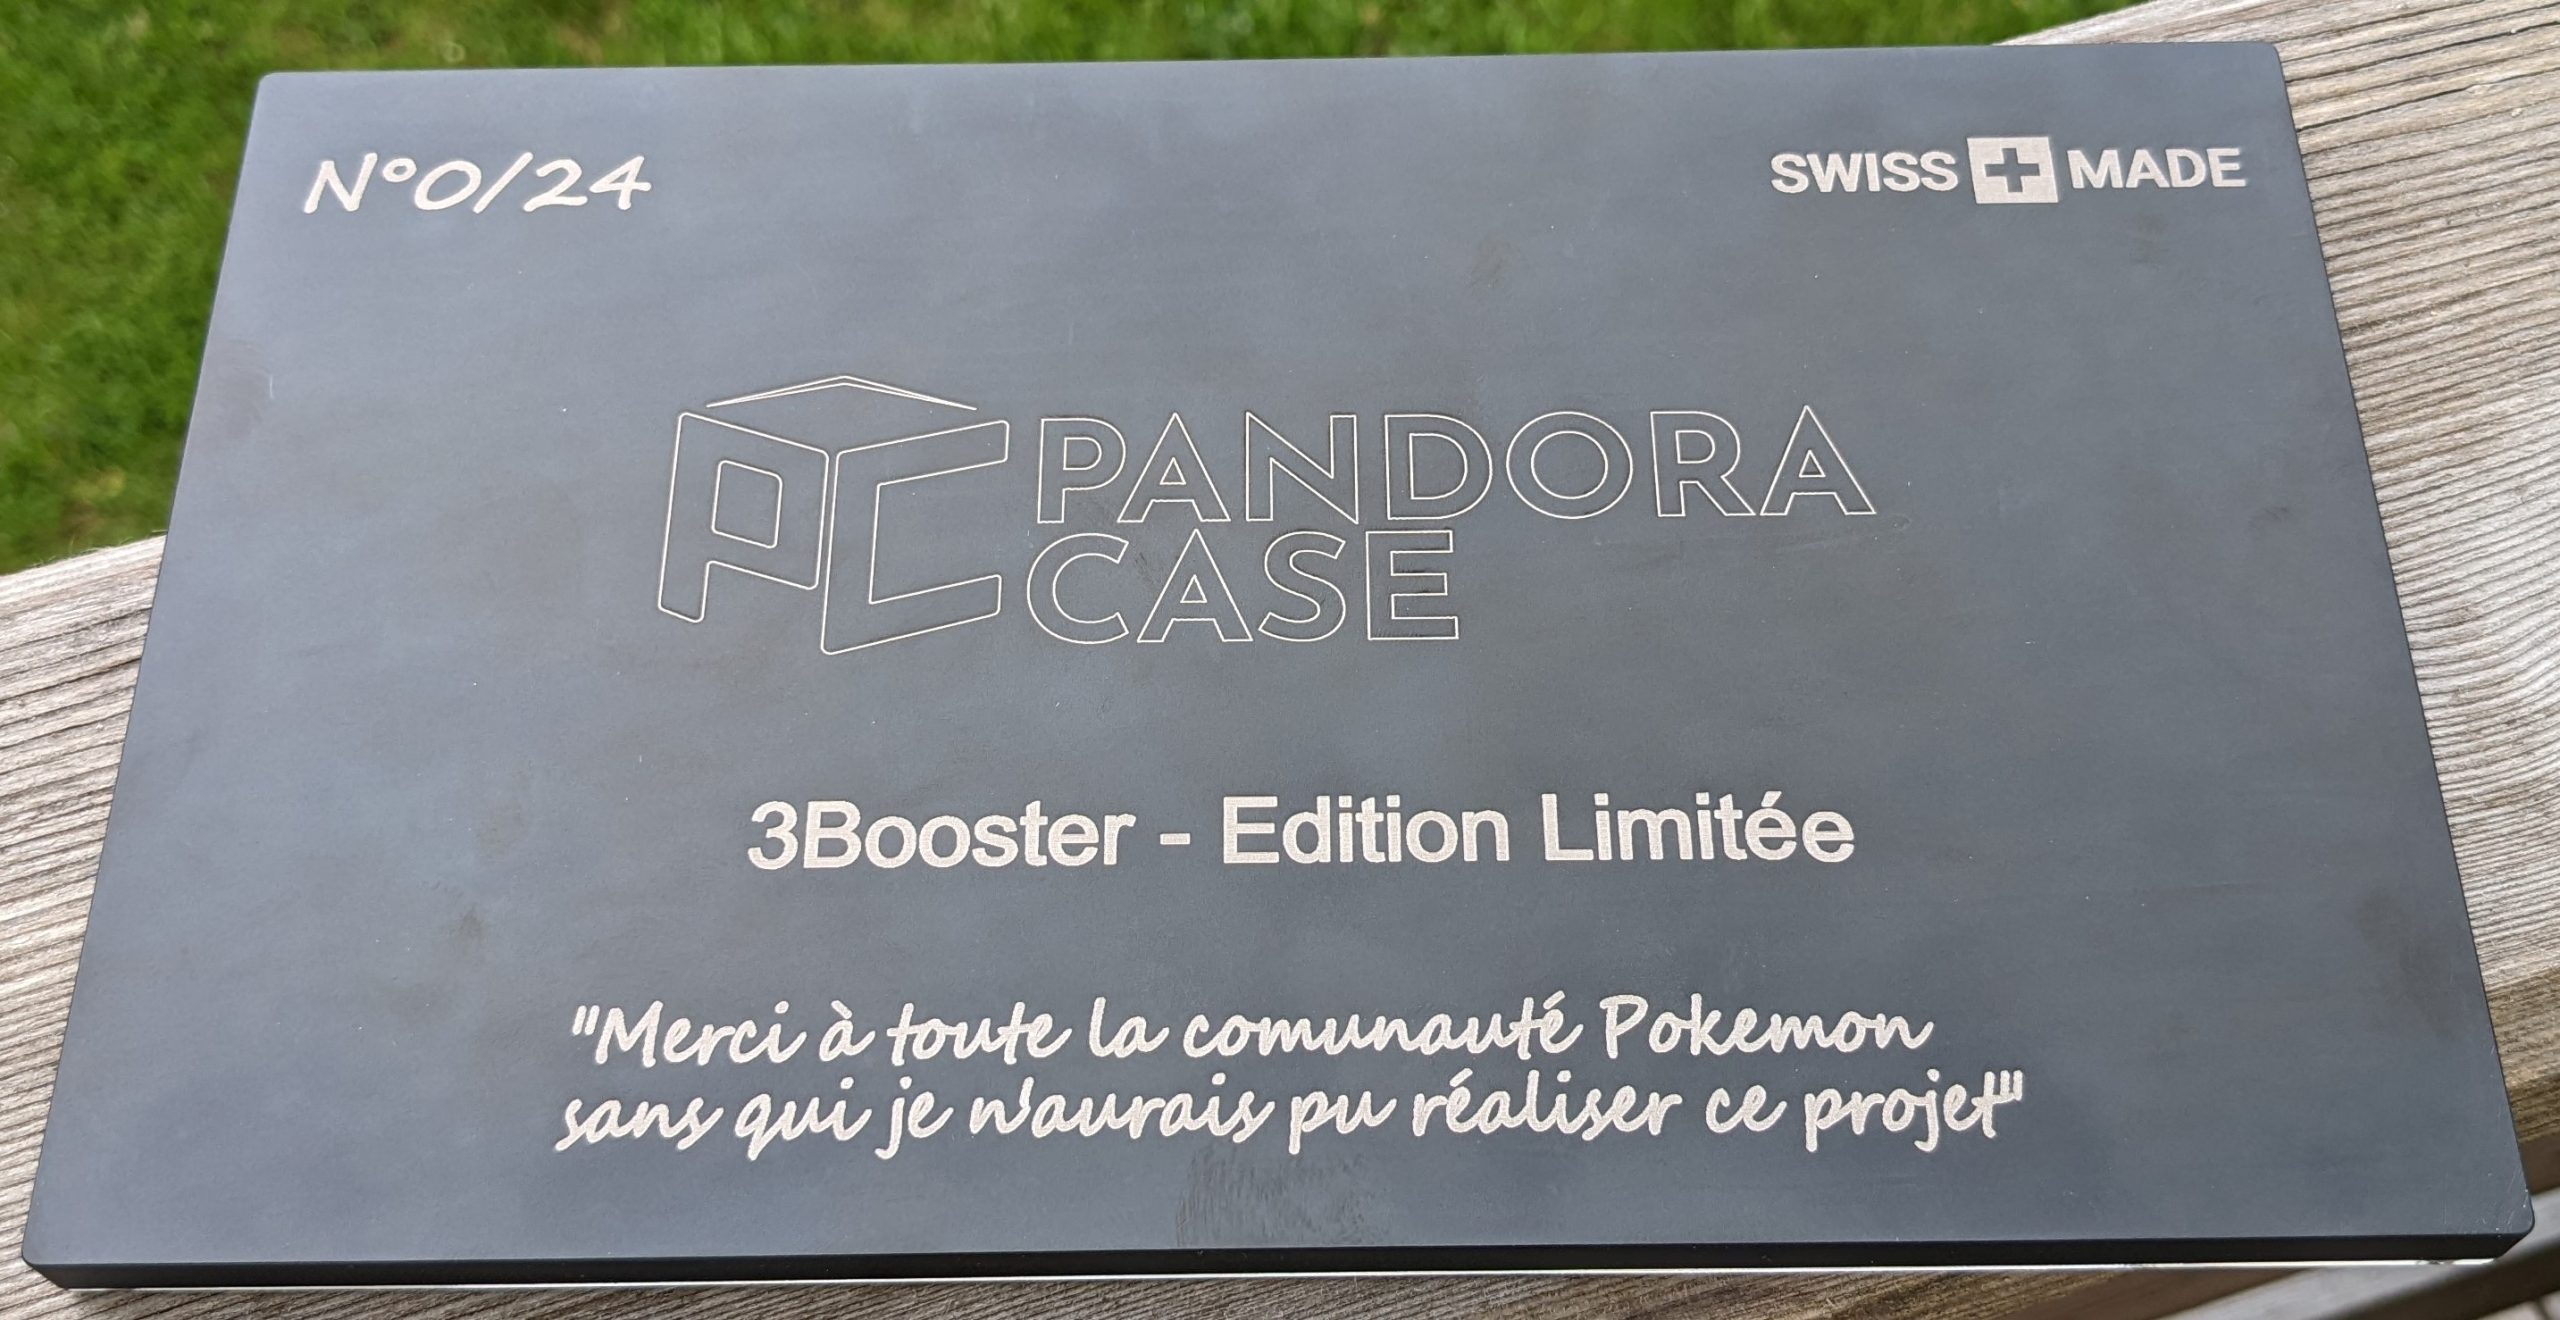 N°0/24
SWISS MADE
PC
PANDORA
CASE
3Booster - Edition Limitée
"Merci à toute la comunauté Pokemon
sans qui je n'aurais pu réaliser ce projet"